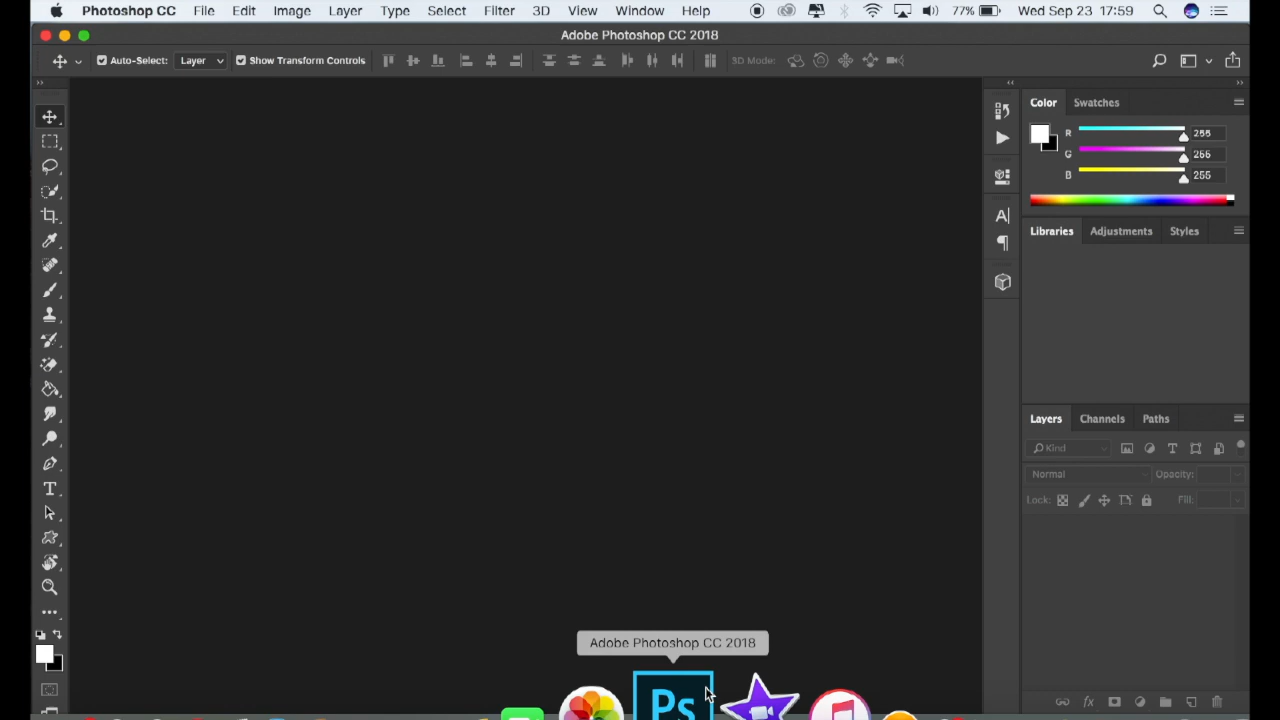 Photoshop CC File Edit Image Layer Type Select Filter 3D View Window Help 77% Wed Sep 23 17:59
Adobe Photoshop CC 2018
Auto-Select: Layer Show Transform Controls 3D Mode:
Color Swatches
R 255
G 255
B 255
Libraries Adjustments Styles
Layers Channels Paths
Kind
Normal Opacity:
Lock: Fill:
Adobe Photoshop CC 2018
Ps